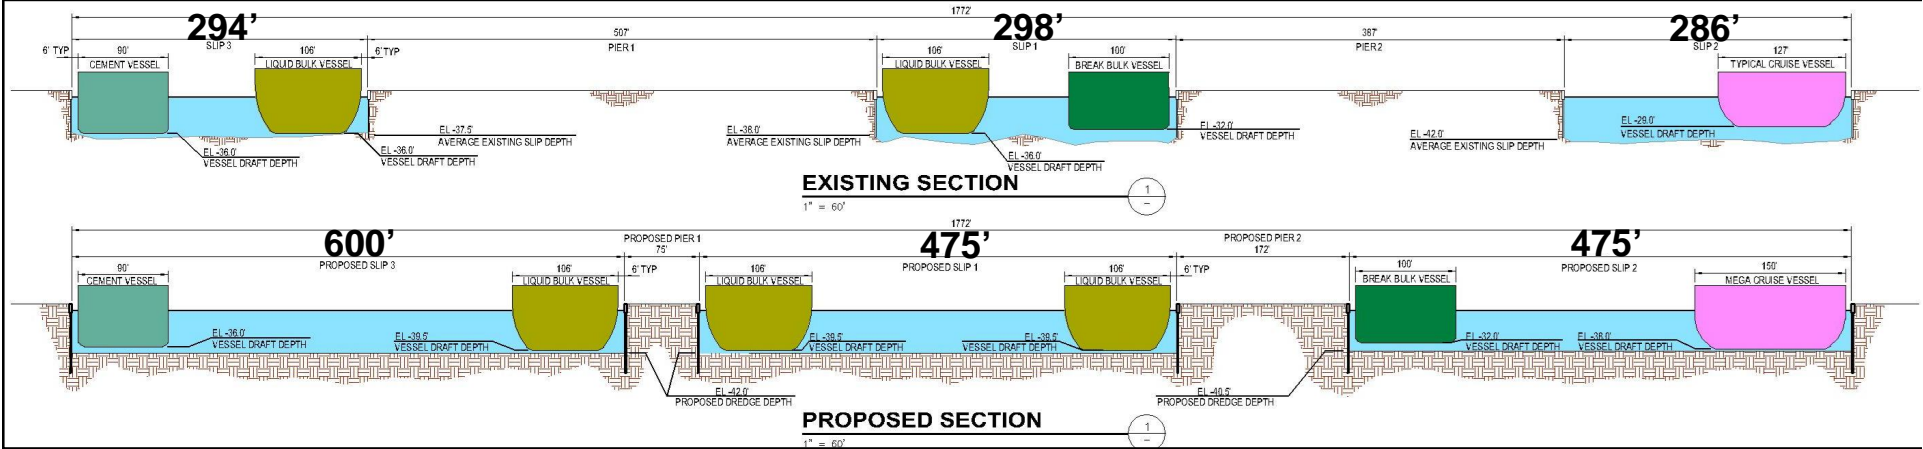 1772'
294'
507'
298'
387'
286'
SLIP 3
PIER 1
SLIP 1
PIER 2
SLIP 2
6' TYP
90'
106'
6' TYP
106'
100'
127'
CEMENT VESSEL
LIQUID BULK VESSEL
LIQUID BULK VESSEL
BREAK BULK VESSEL
TYPICAL CRUISE VESSEL
EL -37.5'
AVERAGE EXISTING SLIP DEPTH
EL -38.0'
AVERAGE EXISTING SLIP DEPTH
EL -32.0'
VESSEL DRAFT DEPTH
EL -42.0'
AVERAGE EXISTING SLIP DEPTH
EL -29.0'
VESSEL DRAFT DEPTH
EL -36.0'
VESSEL DRAFT DEPTH
EL -36.0'
VESSEL DRAFT DEPTH
EL -36.0'
VESSEL DRAFT DEPTH
EXISTING SECTION
1" = 60'
1
–
1772'
600'
PROPOSED PIER 1
75'
475'
PROPOSED PIER 2
172'
475'
PROPOSED SLIP 3
PROPOSED SLIP 1
PROPOSED SLIP 2
90'
106'
6' TYP
106'
106'
6' TYP
100'
150'
CEMENT VESSEL
LIQUID BULK VESSEL
LIQUID BULK VESSEL
LIQUID BULK VESSEL
BREAK BULK VESSEL
MEGA CRUISE VESSEL
EL -36.0'
VESSEL DRAFT DEPTH
EL -39.5'
VESSEL DRAFT DEPTH
EL -39.5'
VESSEL DRAFT DEPTH
EL -39.5'
VESSEL DRAFT DEPTH
EL -32.0'
VESSEL DRAFT DEPTH
EL -38.0'
VESSEL DRAFT DEPTH
EL -42.0'
PROPOSED DREDGE DEPTH
EL -40.5'
PROPOSED DREDGE DEPTH
PROPOSED SECTION
1" = 60'
1
–